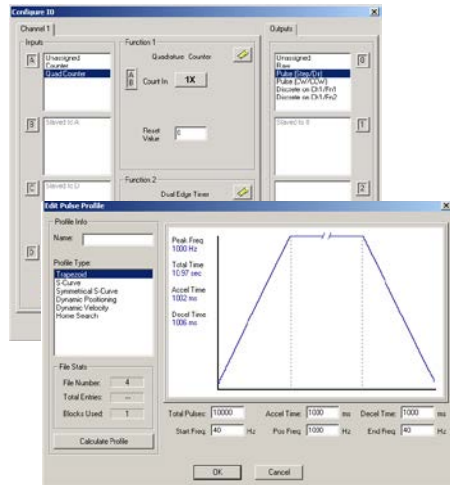 Configure IO
Channel 1
Inputs
A
Unassigned
Counter
Quad Counter
B
Slaved to A
C
Slaved to D
D
Function 1
Quadrature Counter
A
B
Count In
1X
Reset
Value
0
Function 2
Dual Edge Timer
Outputs
Unassigned
Raw
Pulse (Step/Dir)
Pulse (CW/CCW)
Discrete on Ch1/Fn1
Discrete on Ch1/Fn2
0
Slaved to 0
1
2
Edit Pulse Profile
Profile Info
Name:
Profile Type:
Trapezoid
S-Curve
Symmetrical S-Curve
Dynamic Positioning
Dynamic Velocity
Home Search
File Stats
File Number: 4
Total Entries: --
Blocks Used: 1
Calculate Profile
Peak Freq
1000 Hz
Total Time
10.97 sec
Accel Time
1002 ms
Decel Time
1006 ms
Total Pulses: 10000 Accel Time: 1000 ms Decel Time: 1000 ms
Start Freq: 40 Hz Pos Freq: 1000 Hz End Freq: 40 Hz
OK Cancel